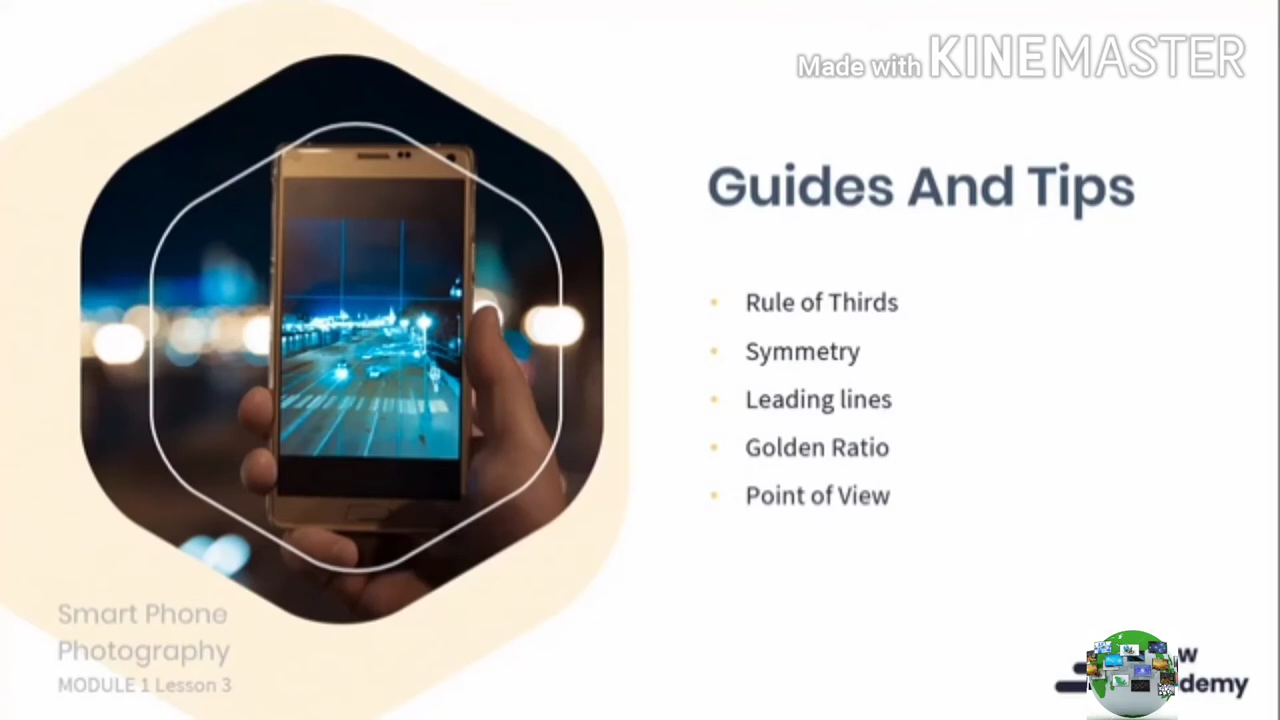 Made with KINEMASTER
Guides And Tips
• Rule of Thirds
• Symmetry
• Leading lines
• Golden Ratio
• Point of View
Smart Phone
Photography
MODULE 1 Lesson 3